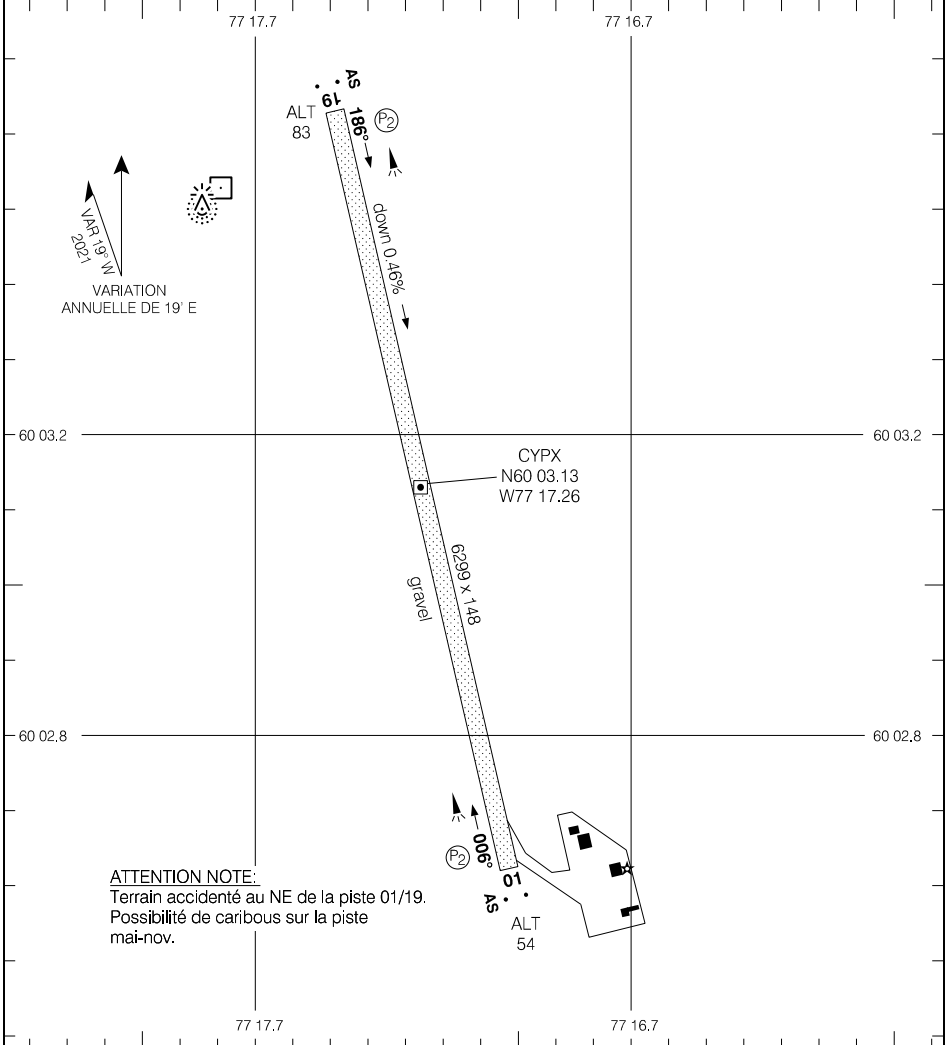 77 17.7
77 16.7
AS
19
ALT
83
186°
P2
VAR 19° W
2021
VARIATION
ANNUELLE DE 19' E
down 0.46%
60 03.2
60 03.2
CYPX
N60 03.13
W77 17.26
6299 x 148
gravel
60 02.8
60 02.8
006°
P2
01
AS
ALT
54
ATTENTION NOTE:
Terrain accidenté au NE de la piste 01/19.
Possibilité de caribous sur la piste
mai-nov.
77 17.7
77 16.7